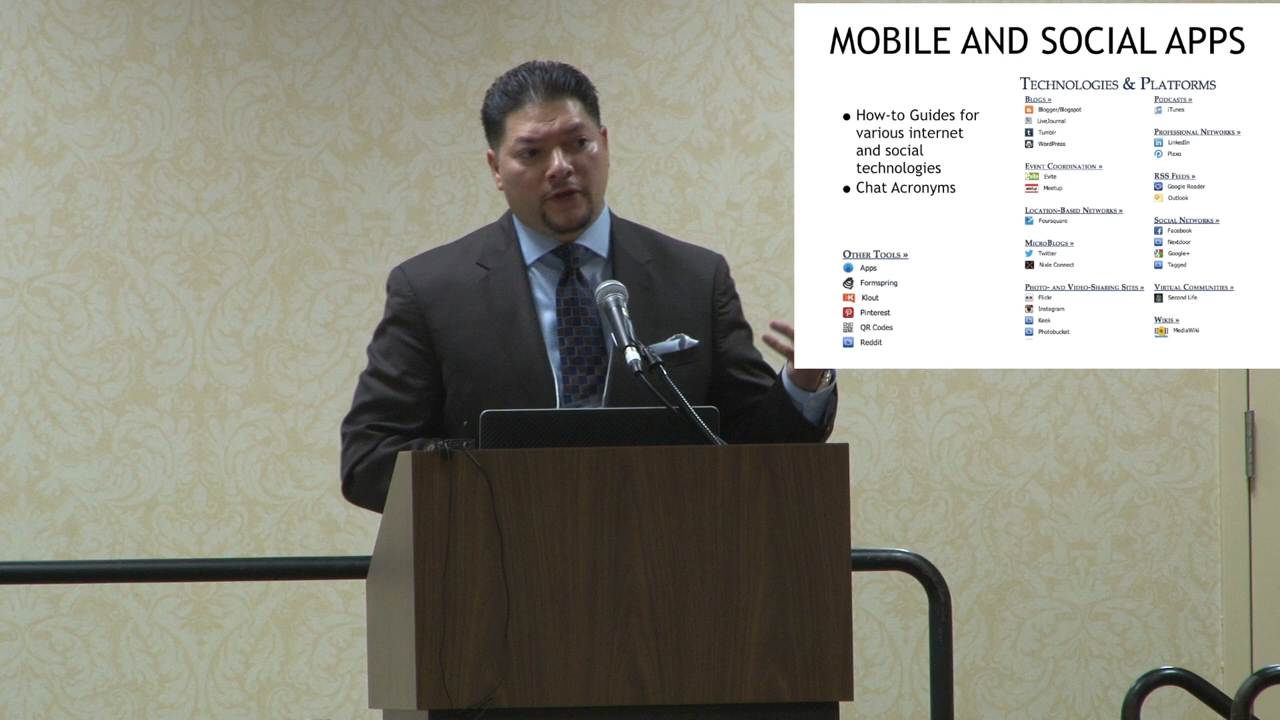 MOBILE AND SOCIAL APPS
• How-to Guides for
various internet
and social
technologies
• Chat Acronyms
OTHER TOOLS »
Apps
Formspring
Klout
Pinterest
QR Codes
Reddit
TECHNOLOGIES & PLATFORMS
BLOGS »
Blogger/Blogspot
LiveJournal
Tumblr
WordPress
EVENT COORDINATION »
Evite
Meetup
LOCATION-BASED NETWORKS »
Foursquare
MICROBLOGS »
Twitter
Nixle Connect
PHOTO- AND VIDEO-SHARING SITES »
Flickr
Instagram
Keek
Photobucket
PODCASTS »
iTunes
PROFESSIONAL NETWORKS »
LinkedIn
Plaxo
RSS FEEDS »
Google Reader
Outlook
SOCIAL NETWORKS »
Facebook
Nextdoor
Google+
Tagged
VIRTUAL COMMUNITIES »
Second Life
WIKIS »
MediaWiki